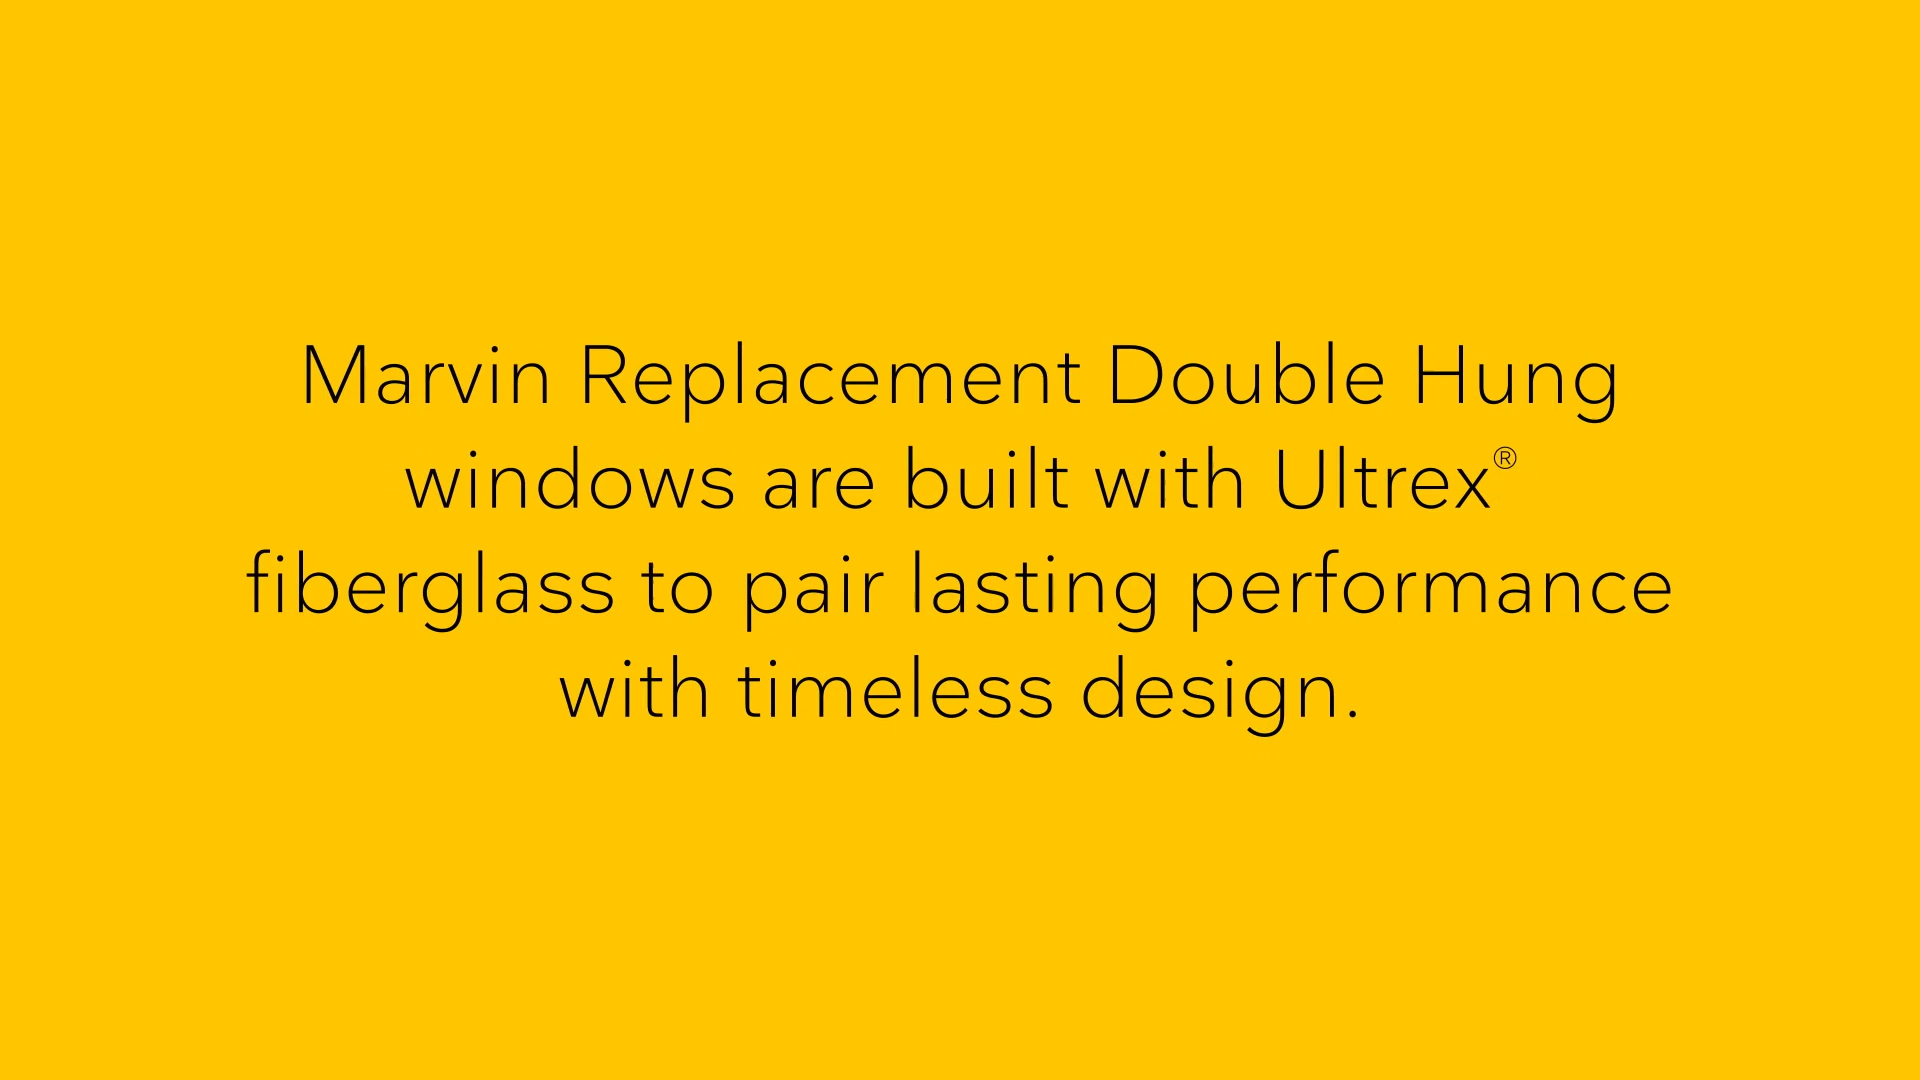 Marvin Replacement Double Hung
windows are built with Ultrex®
fiberglass to pair lasting performance
with timeless design.